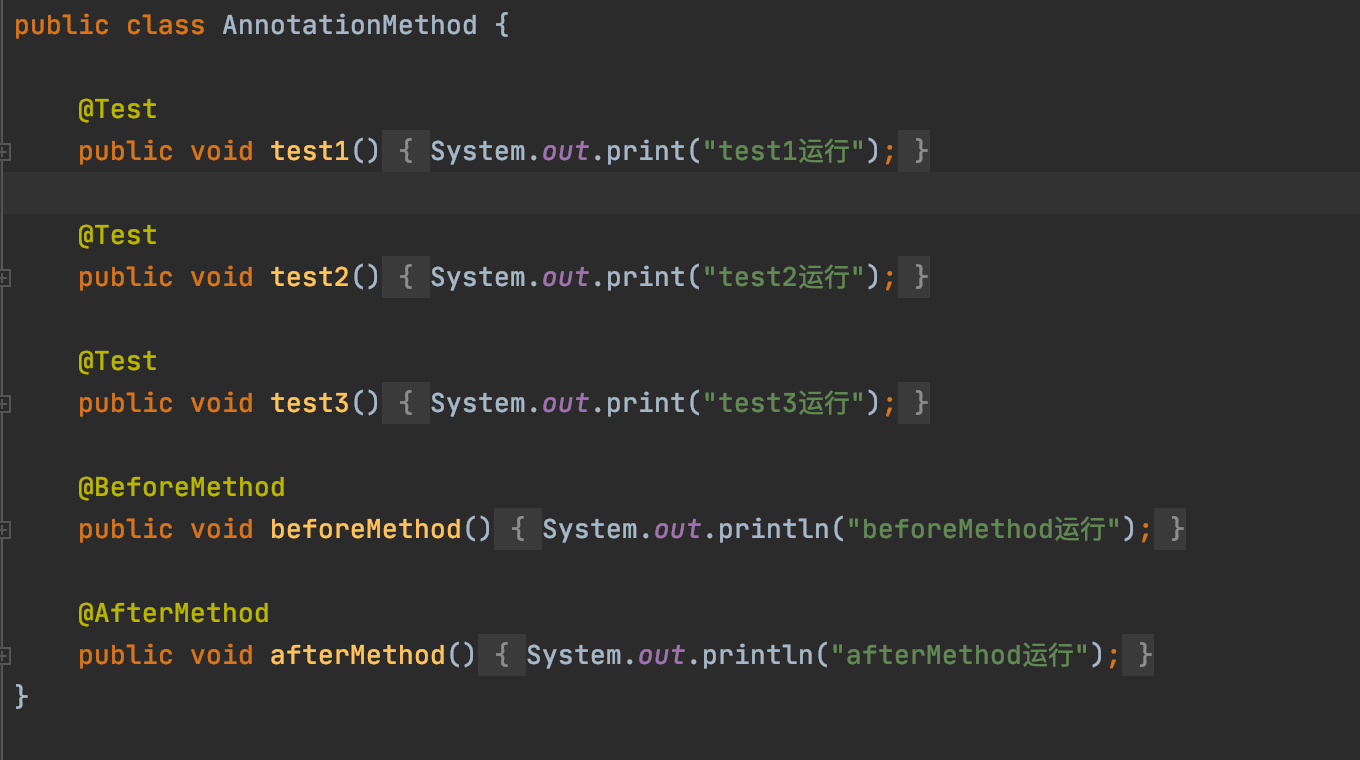 public class AnnotationMethod {
@Test
public void test1() { System.out.print("test1运行"); }
@Test
public void test2() { System.out.print("test2运行"); }
@Test
public void test3() { System.out.print("test3运行"); }
@BeforeMethod
public void beforeMethod() { System.out.println("beforeMethod运行"); }
@AfterMethod
public void afterMethod() { System.out.println("afterMethod运行"); }
}